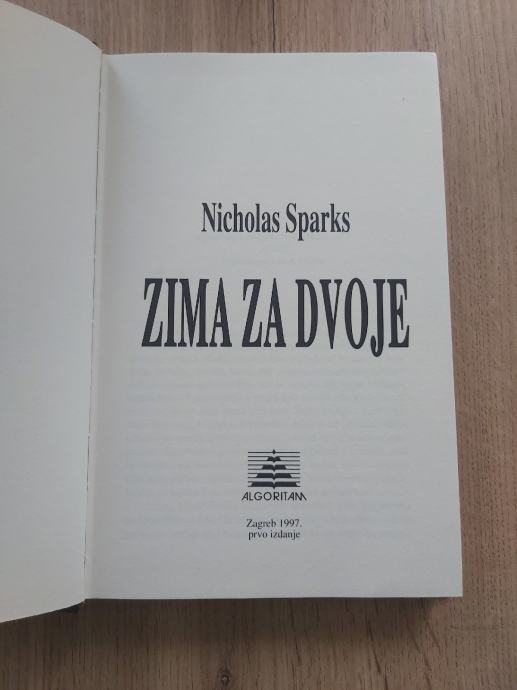 Nicholas Sparks
ZIMA ZA DVOJE
ALGORITAM
Zagreb 1997.
prvo izdanje